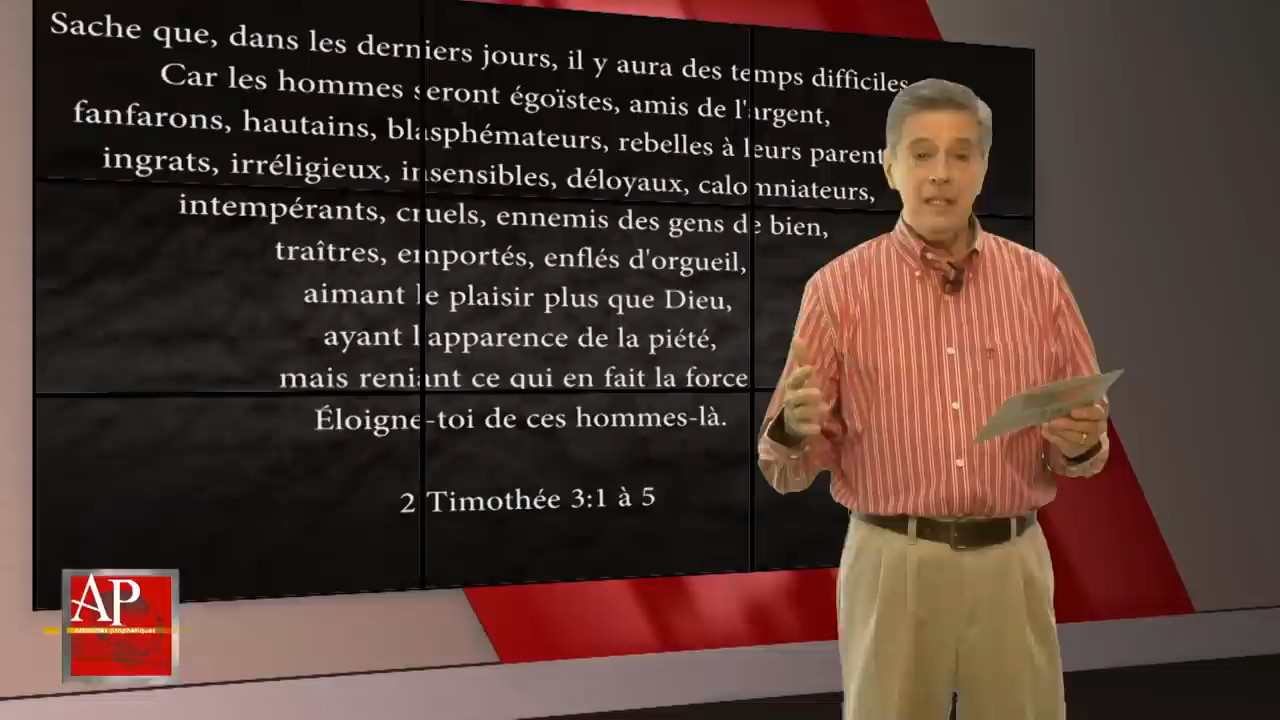 Sache que, dans les derniers jours, il y aura des temps difficiles
Car les hommes seront égoïstes, amis de l'argent,
fanfarons, hautains, blasphémateurs, rebelles à leurs parent
ingrats, irréligieux, insensibles, déloyaux, calomniateurs,
intempérants, cruels, ennemis des gens de bien,
traîtres, emportés, enflés d'orgueil,
aimant le plaisir plus que Dieu,
ayant l'apparence de la piété,
mais reniant ce qui en fait la force
Éloigne-toi de ces hommes-là.
2 Timothée 3:1 à 5
AP
Actualités prophétiques